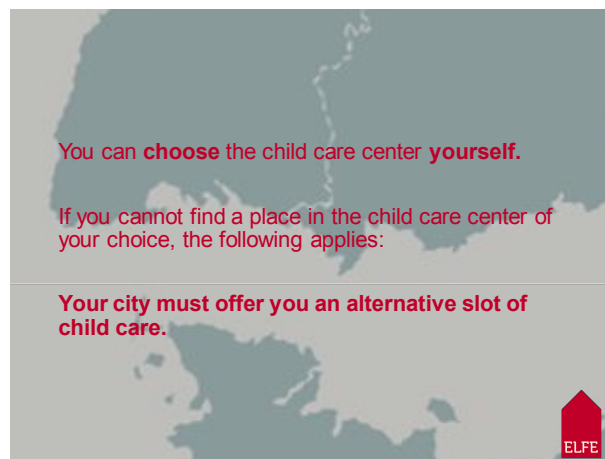 You can choose the child care center yourself.
If you cannot find a place in the child care center of
your choice, the following applies:
Your city must offer you an alternative slot of
child care.
ELFE